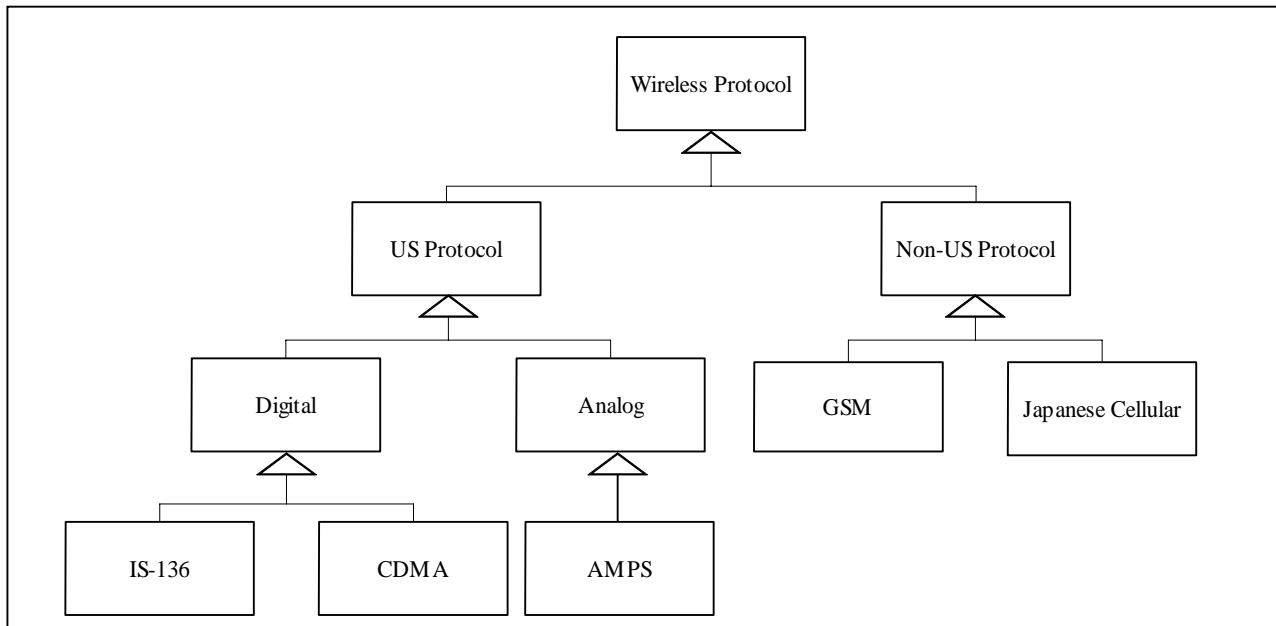 Wireless Protocol
US Protocol
Non-US Protocol
Digital
Analog
GSM
Japanese Cellular
IS-136
CDMA
AMPS